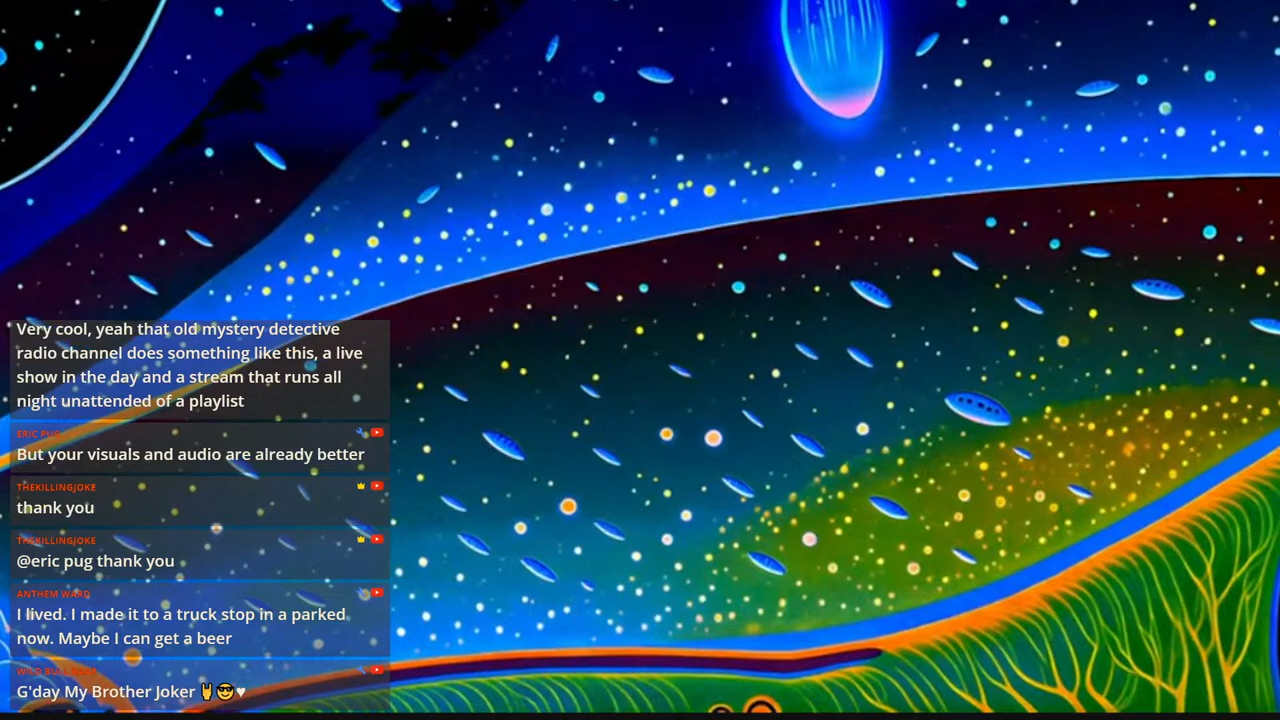 Very cool, yeah that old mystery detective
radio channel does something like this, a live
show in the day and a stream that runs all
night unattended of a playlist
ERIC PUG
But your visuals and audio are already better
THEKILLINGJOKE
thank you
THEKILLINGJOKE
@eric pug thank you
ANTHEM WARD
I lived. I made it to a truck stop in a parked
now. Maybe I can get a beer
G'day My Brother Joker 🤘😎♥